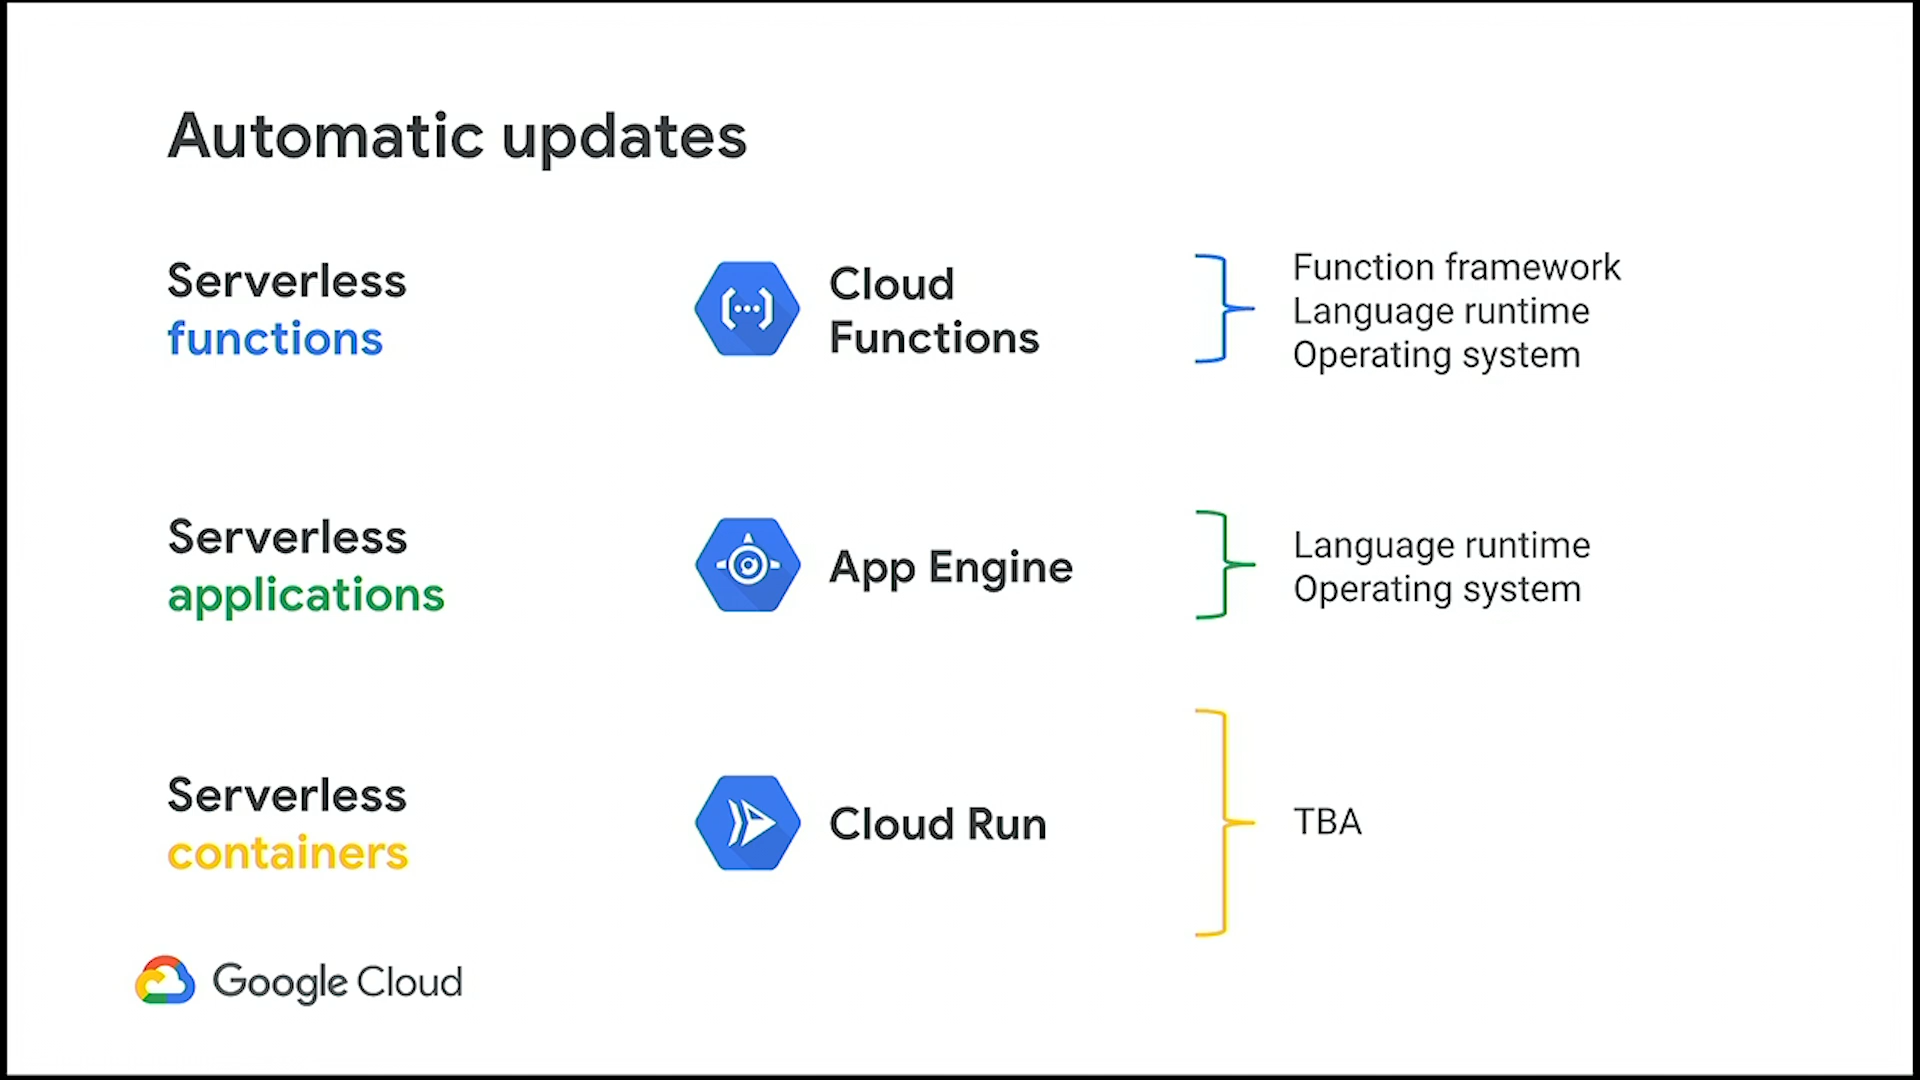 Automatic updates
Serverless
functions
Cloud
Functions
Function framework
Language runtime
Operating system
Serverless
applications
App Engine
Language runtime
Operating system
Serverless
containers
Cloud Run
TBA
Google Cloud